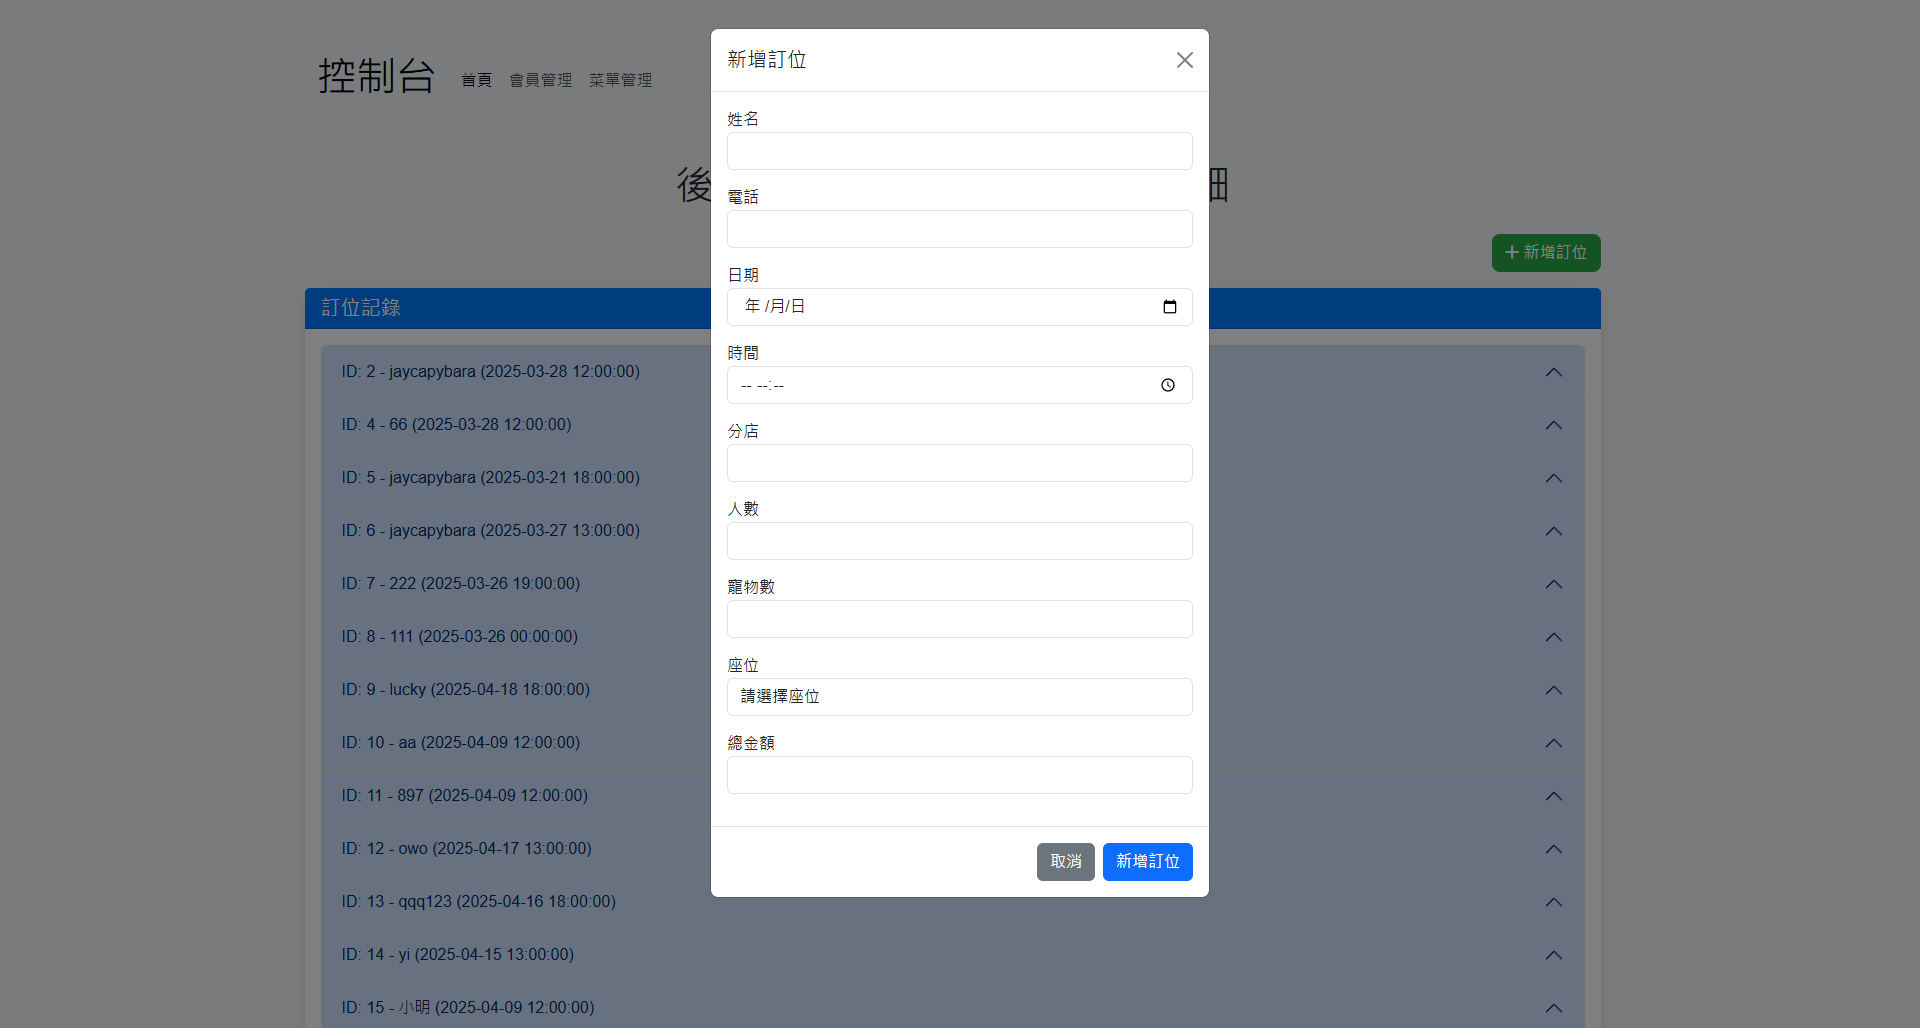 控制台 首頁 會員管理 菜單管理
新增訂位
姓名
電話
日期
年 /月/日
時間
-- --:--
分店
人數
寵物數
座位
請選擇座位
總金額
取消 新增訂位
後
細
新增訂位
訂位記錄
ID: 2 - jaycapybara (2025-03-28 12:00:00)
ID: 4 - 66 (2025-03-28 12:00:00)
ID: 5 - jaycapybara (2025-03-21 18:00:00)
ID: 6 - jaycapybara (2025-03-27 13:00:00)
ID: 7 - 222 (2025-03-26 19:00:00)
ID: 8 - 111 (2025-03-26 00:00:00)
ID: 9 - lucky (2025-04-18 18:00:00)
ID: 10 - aa (2025-04-09 12:00:00)
ID: 11 - 897 (2025-04-09 12:00:00)
ID: 12 - owo (2025-04-17 13:00:00)
ID: 13 - qqq123 (2025-04-16 18:00:00)
ID: 14 - yi (2025-04-15 13:00:00)
ID: 15 - 小明 (2025-04-09 12:00:00)